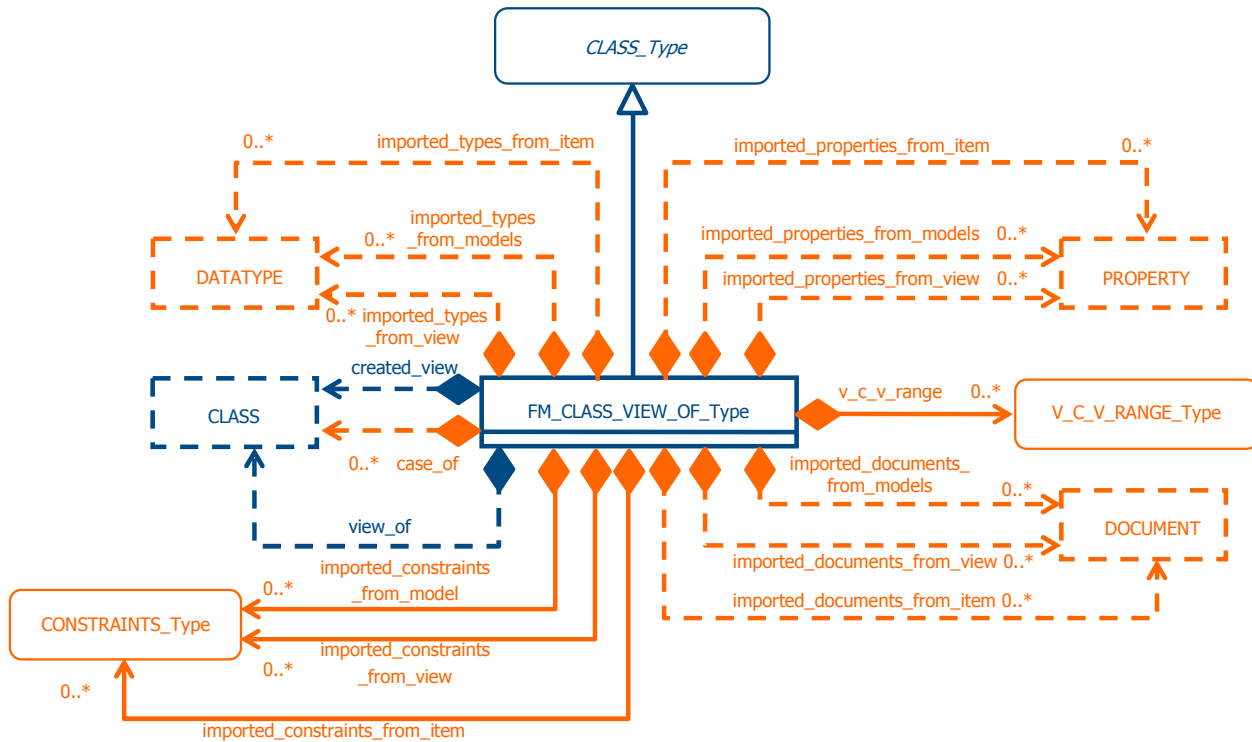 CLASS_Type
0..*
imported_types_from_item
imported_properties_from_item
0..*
imported_types
0..* _from_models
imported_properties_from_models 0..*
DATATYPE
imported_properties_from_view 0..*
PROPERTY
0..* imported_types
_from_view
created_view
CLASS
FM_CLASS_VIEW_OF_Type
v_c_v_range 0..*
V_C_V_RANGE_Type
0..* case_of
imported_documents_
from_models 0..*
view_of
DOCUMENT
imported_documents_from_view 0..*
imported_constraints
0..* _from_model
imported_documents_from_item 0..*
CONSTRAINTS_Type
imported_constraints
0..* _from_view
0..*
imported_constraints_from_item